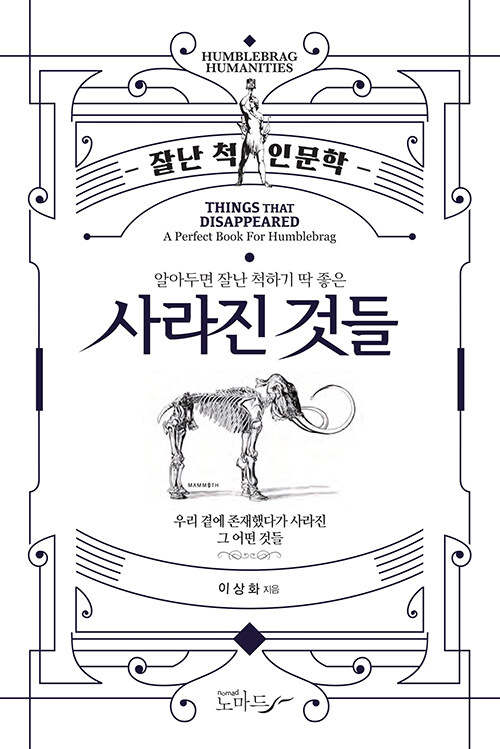 HUMBLEBRAG
HUMANITIES
- 잘난 척 인문학 -
THINGS THAT
DISAPPEARED
A Perfect Book For Humblebrag
알아두면 잘난 척하기 딱 좋은
사라진 것들
MAMMOTH
우리 곁에 존재했다가 사라진
그 어떤 것들
이상화 지음
nomad
노마드